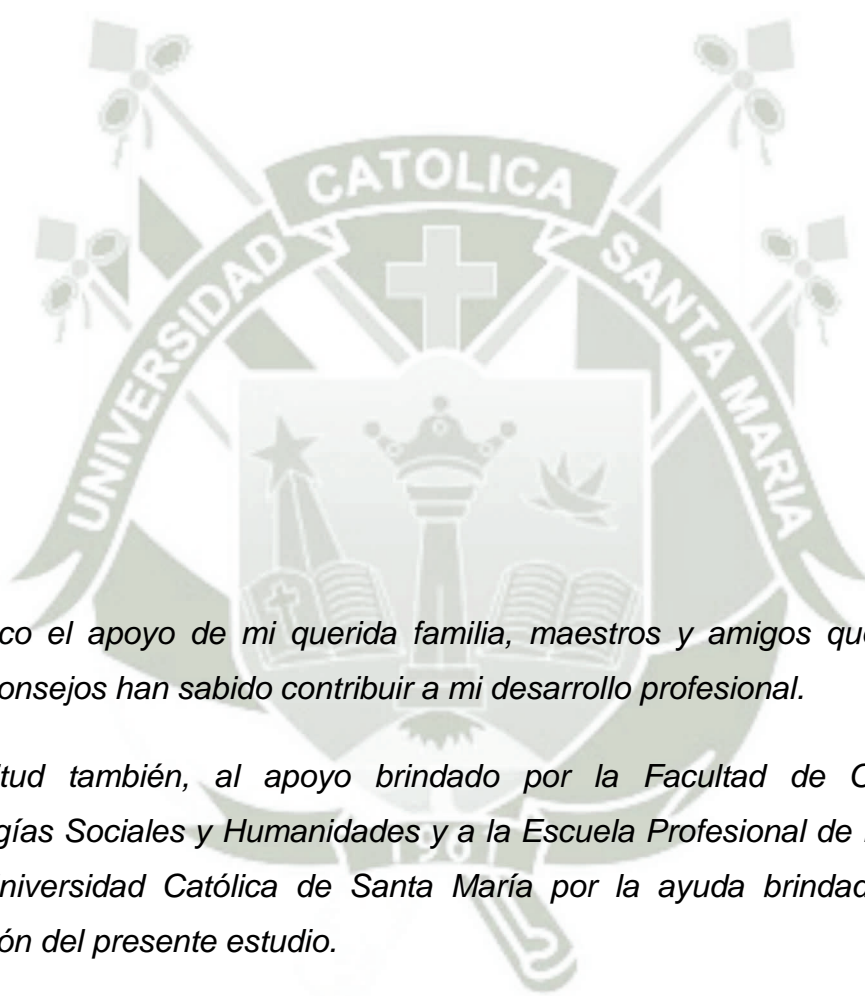 UNIVERSIDAD CATOLICA SANTA MARIA
co el apoyo de mi querida familia, maestros y amigos que
onsejos han sabido contribuir a mi desarrollo profesional.
tud también, al apoyo brindado por la Facultad de C
gías Sociales y Humanidades y a la Escuela Profesional de
niversidad Católica de Santa María por la ayuda brindad
ón del presente estudio.